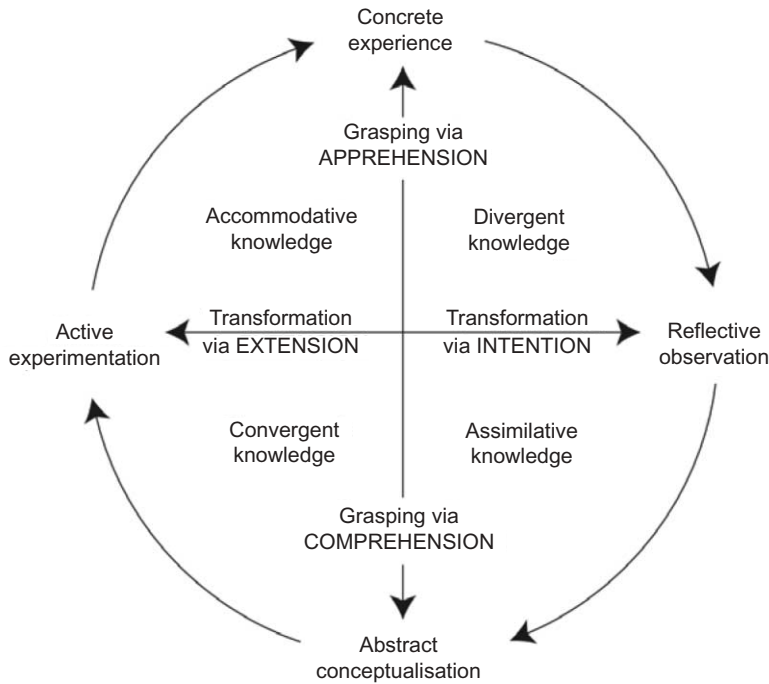 Concrete
experience
Grasping via
APPREHENSION
Accommodative
knowledge
Divergent
knowledge
Active
experimentation
Transformation
via EXTENSION
Transformation
via INTENTION
Reflective
observation
Convergent
knowledge
Assimilative
knowledge
Grasping via
COMPREHENSION
Abstract
conceptualisation